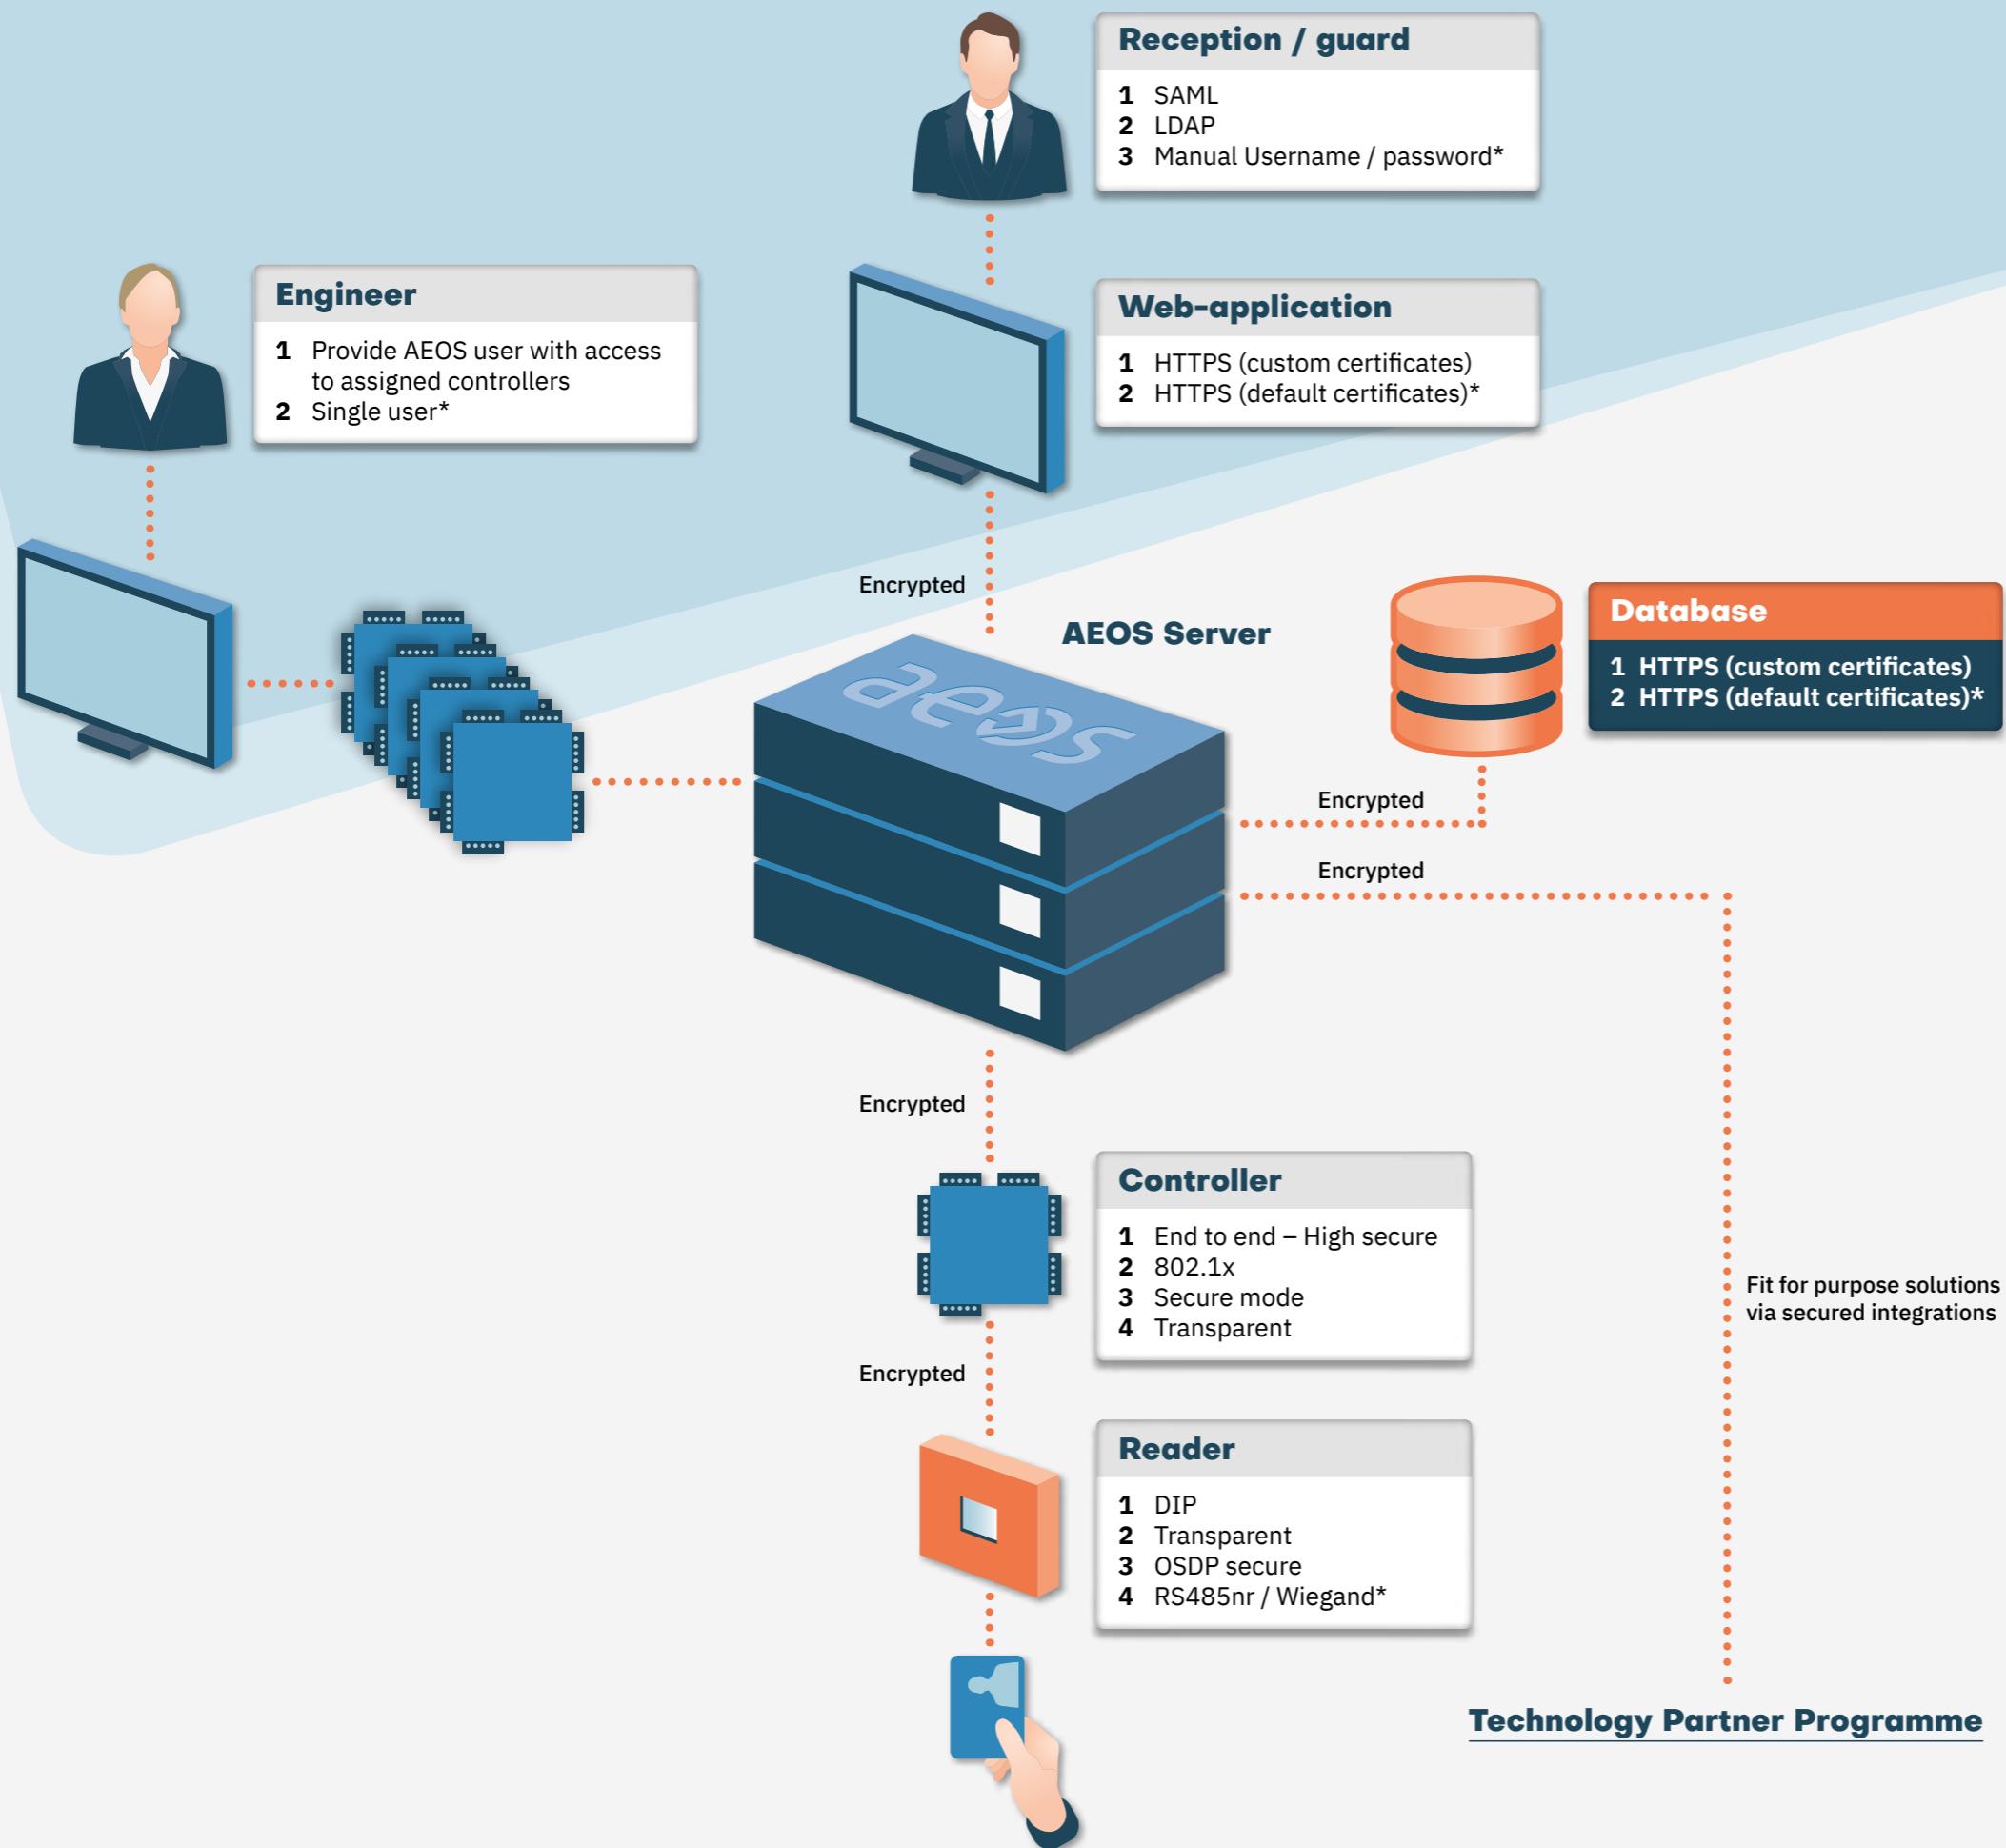 Reception / guard
1 SAML
2 LDAP
3 Manual Username / password*
Engineer
1 Provide AEOS user with access
to assigned controllers
2 Single user*
Web-application
1 HTTPS (custom certificates)
2 HTTPS (default certificates)*
Encrypted
AEOS Server
aeos
Database
1 HTTPS (custom certificates)
2 HTTPS (default certificates)*
Encrypted
Encrypted
Encrypted
Controller
1 End to end – High secure
2 802.1x
3 Secure mode
4 Transparent
Fit for purpose solutions
via secured integrations
Encrypted
Reader
1 DIP
2 Transparent
3 OSDP secure
4 RS485nr / Wiegand*
Technology Partner Programme